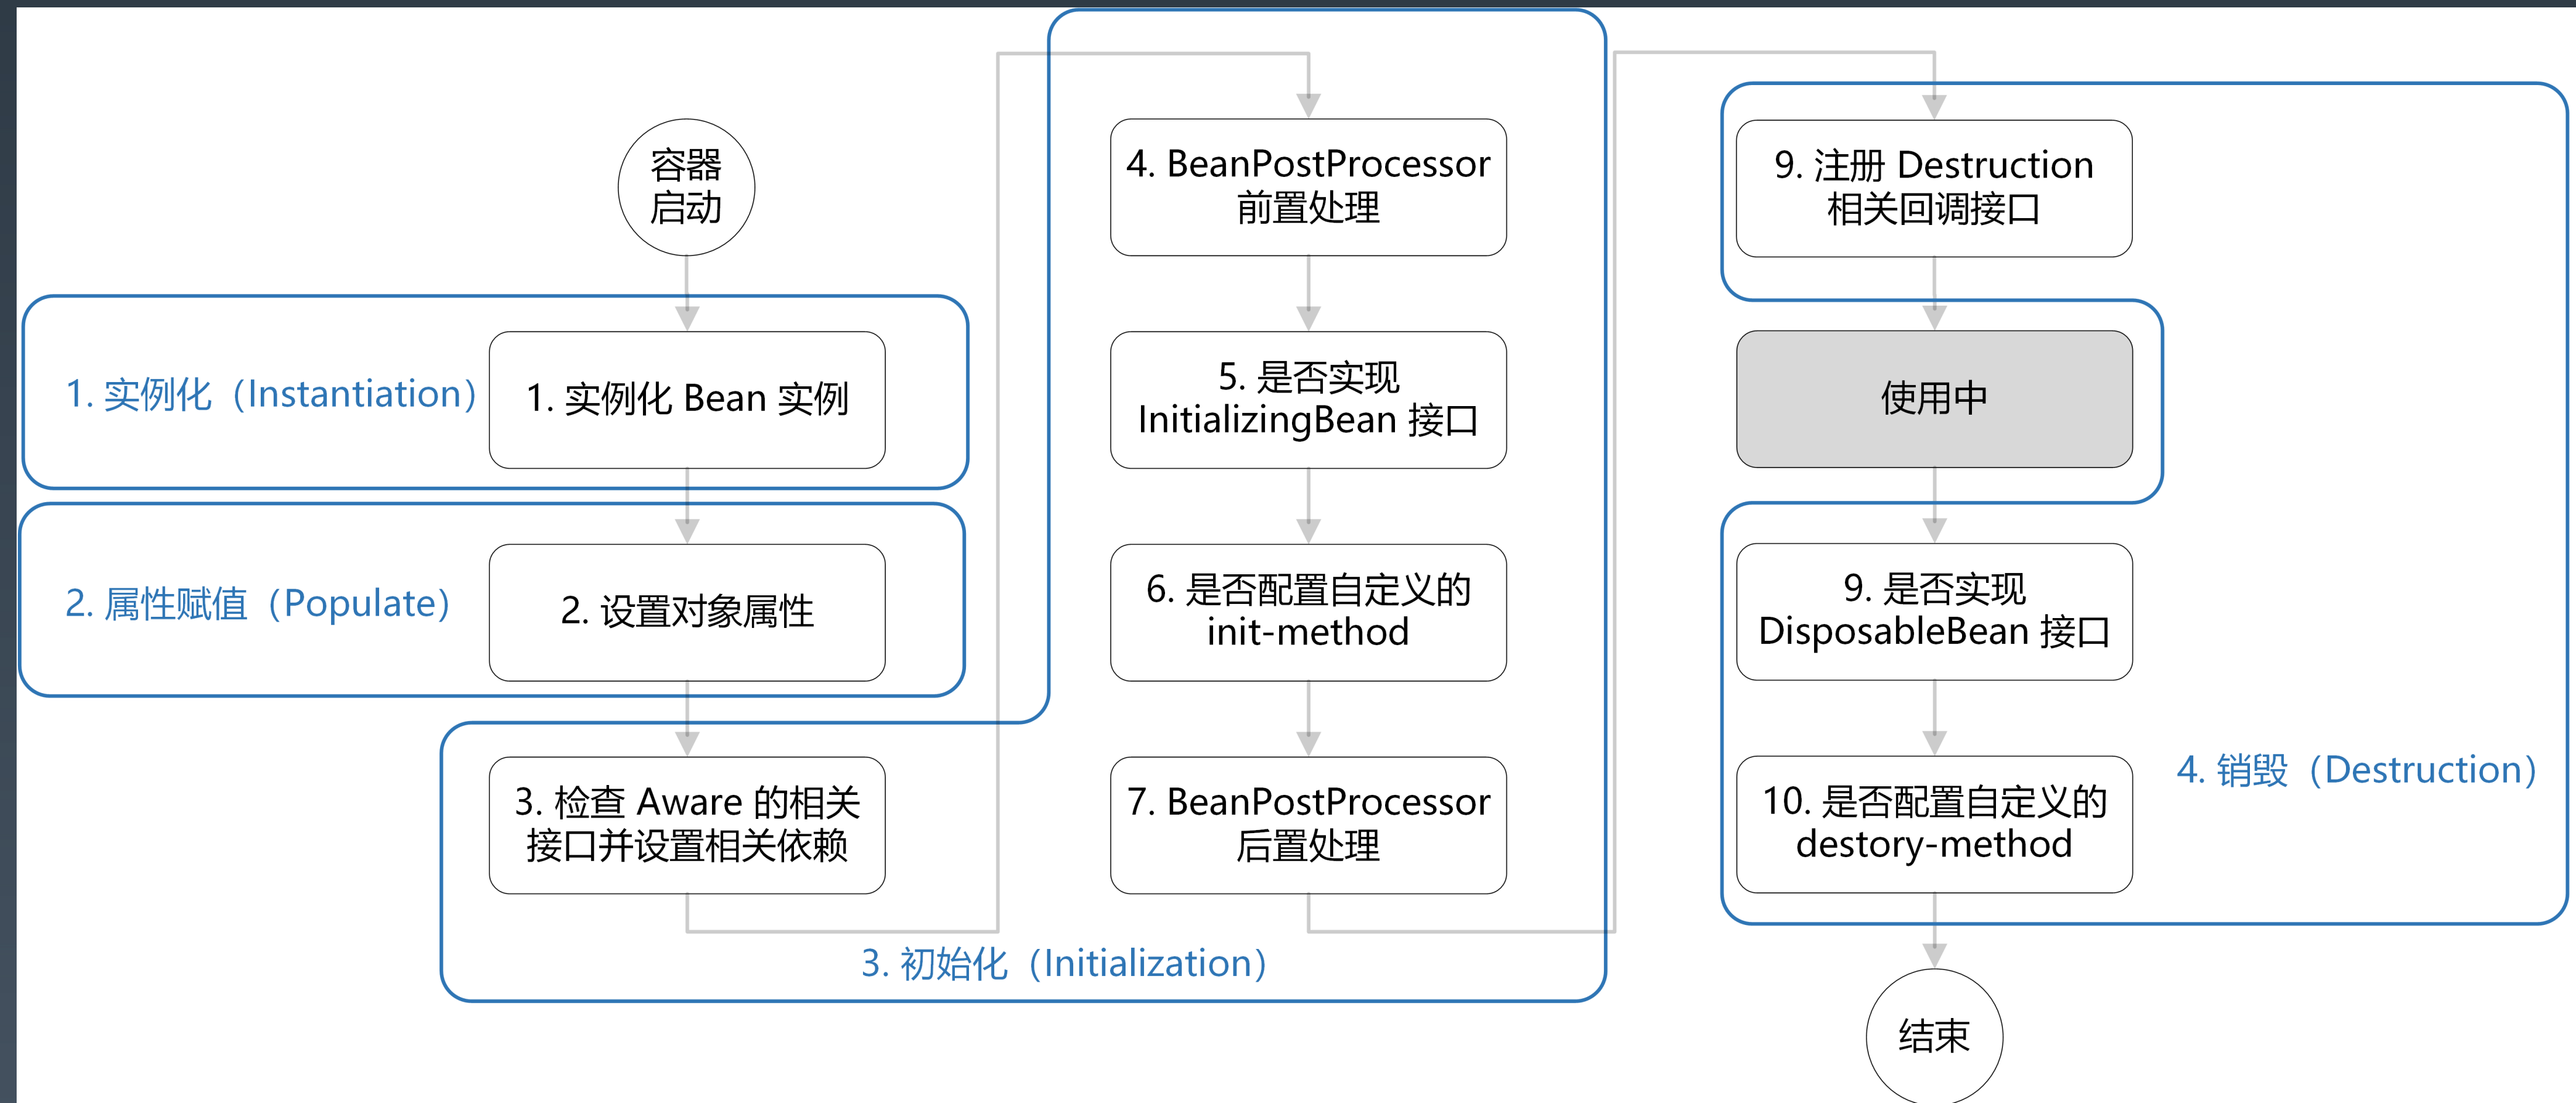 容器
启动
1. 实例化（Instantiation）
1. 实例化 Bean 实例
2. 属性赋值（Populate）
2. 设置对象属性
3. 检查 Aware 的相关
接口并设置相关依赖
3. 初始化（Initialization）
4. BeanPostProcessor
前置处理
5. 是否实现
InitializingBean 接口
6. 是否配置自定义的
init-method
7. BeanPostProcessor
后置处理
9. 注册 Destruction
相关回调接口
使用中
9. 是否实现
DisposableBean 接口
10. 是否配置自定义的
destory-method
4. 销毁（Destruction）
结束